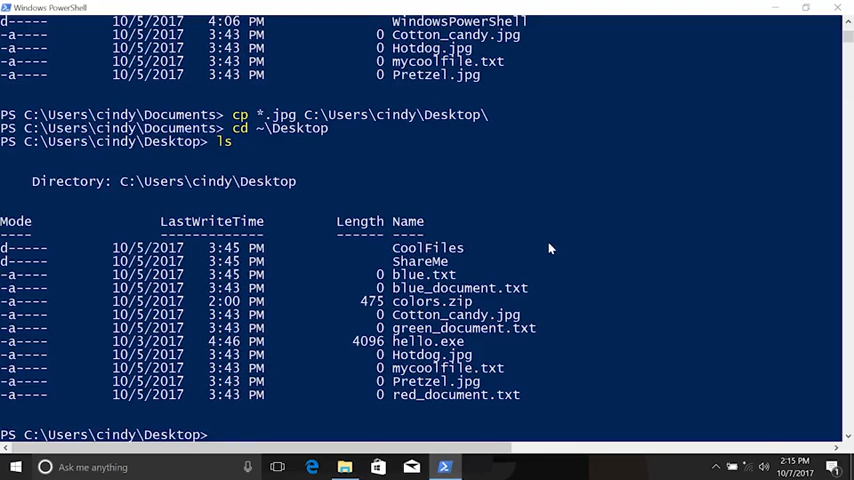 Windows PowerShell
d----- 10/5/2017 4:06 PM WindowsPowerShell
-a---- 10/5/2017 3:43 PM 0 Cotton_candy.jpg
-a---- 10/5/2017 3:43 PM 0 Hotdog.jpg
-a---- 10/5/2017 3:43 PM 0 mycoolfile.txt
-a---- 10/5/2017 3:43 PM 0 Pretzel.jpg
PS C:\Users\cindy\Documents> cp *.jpg C:\Users\cindy\Desktop\
PS C:\Users\cindy\Documents> cd ~\Desktop
PS C:\Users\cindy\Desktop> ls
Directory: C:\Users\cindy\Desktop
Mode LastWriteTime Length Name
---- ------------- ------ ----
d----- 10/5/2017 3:45 PM CoolFiles
d----- 10/5/2017 3:45 PM ShareMe
-a---- 10/5/2017 3:43 PM 0 blue.txt
-a---- 10/5/2017 3:43 PM 0 blue_document.txt
-a---- 10/5/2017 2:00 PM 475 colors.zip
-a---- 10/5/2017 3:43 PM 0 Cotton_candy.jpg
-a---- 10/5/2017 3:43 PM 0 green_document.txt
-a---- 10/3/2017 4:46 PM 4096 hello.exe
-a---- 10/5/2017 3:43 PM 0 Hotdog.jpg
-a---- 10/5/2017 3:43 PM 0 mycoolfile.txt
-a---- 10/5/2017 3:43 PM 0 Pretzel.jpg
-a---- 10/5/2017 3:43 PM 0 red_document.txt
PS C:\Users\cindy\Desktop>
Ask me anything
2:15 PM
10/7/2017
1